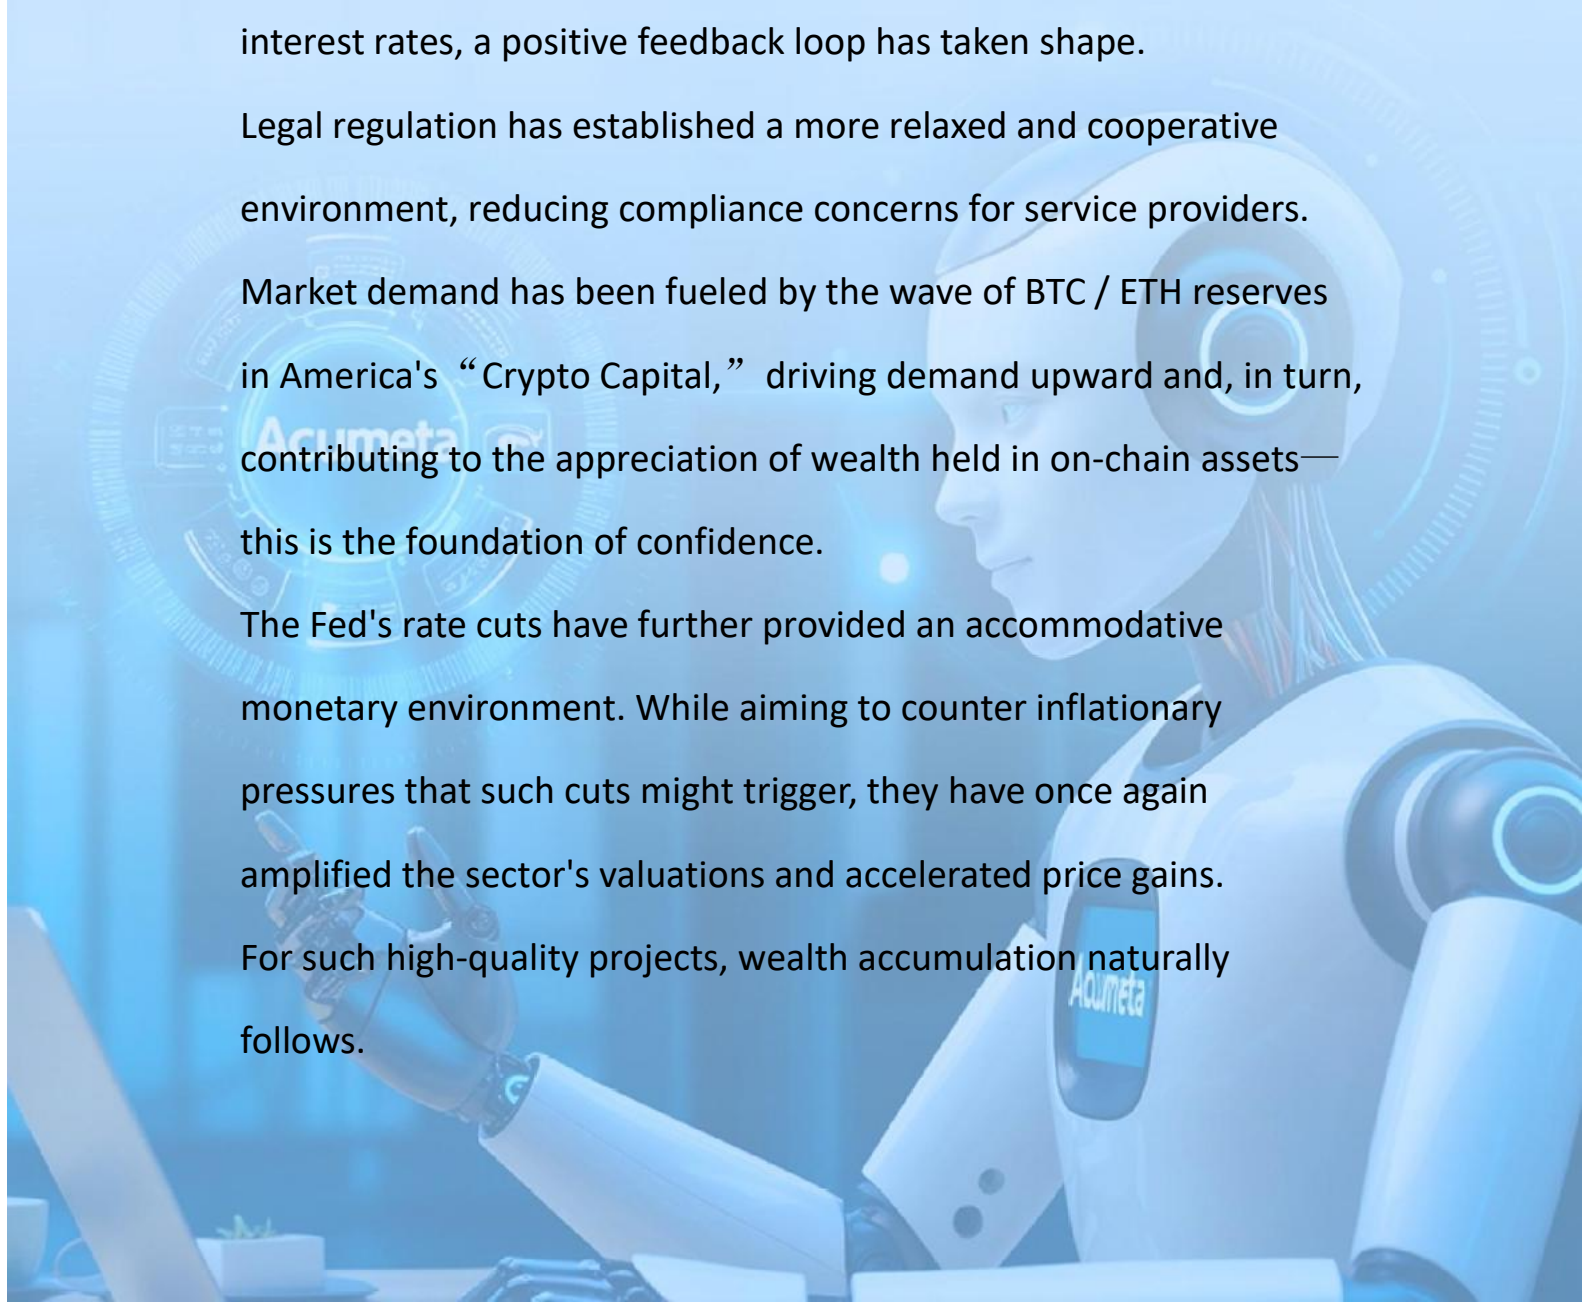 interest rates, a positive feedback loop has taken shape.
Legal regulation has established a more relaxed and cooperative
environment, reducing compliance concerns for service providers.
Market demand has been fueled by the wave of BTC / ETH reserves
in America's “Crypto Capital,” driving demand upward and, in turn,
Acumeta
contributing to the appreciation of wealth held in on-chain assets—
this is the foundation of confidence.
The Fed's rate cuts have further provided an accommodative
monetary environment. While aiming to counter inflationary
pressures that such cuts might trigger, they have once again
amplified the sector's valuations and accelerated price gains.
For such high-quality projects, wealth accumulation naturally
Acumeta
follows.